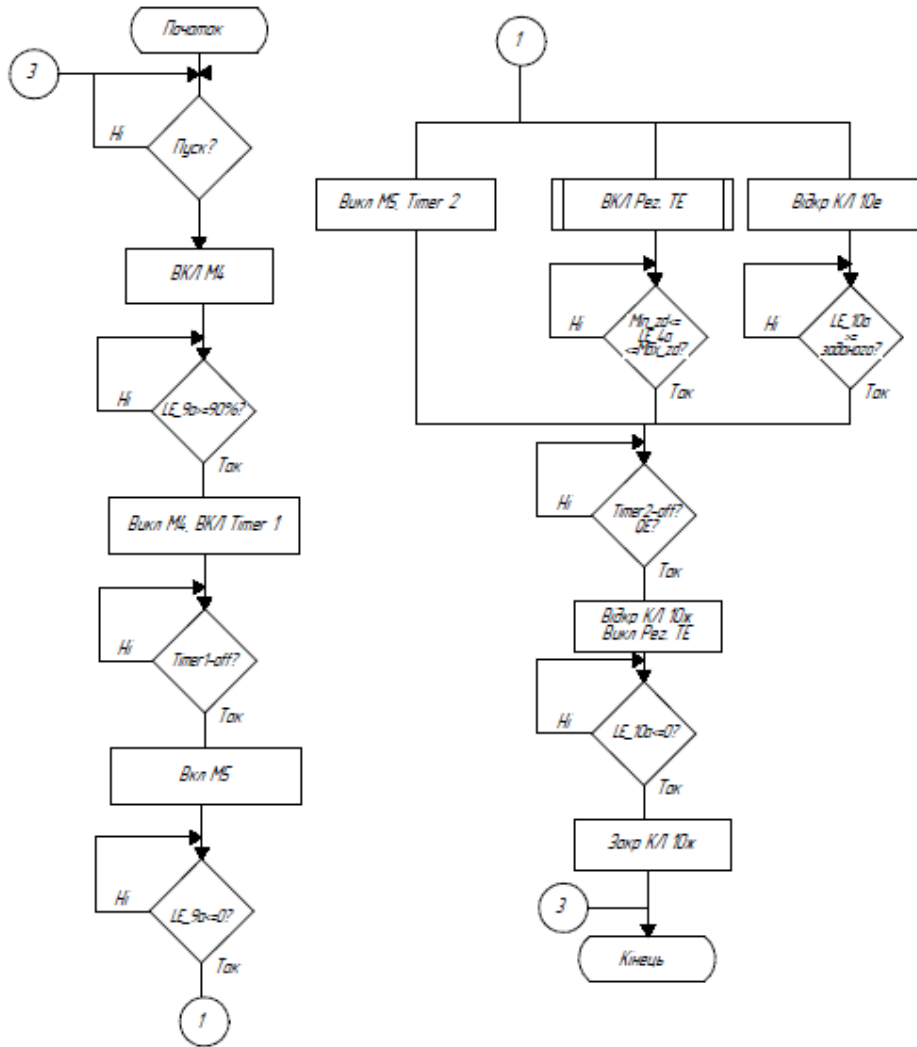 Початок
3
Ні
Пуск?
ВКЛ М4
Ні
LE_9а>=90%?
Так
Викл М4, ВКЛ Timer 1
Ні
Timer1-off?
Так
Вкл М5
Ні
LE_9а<=0?
Так
1
1
Викл М5, Timer 2
ВКЛ Рег. ТЕ
Відкр КЛ 10е
Ні
Min_zd<=
LE_4а
<=Max_zd?
Так
Ні
LE_10а
>=
заданого?
Так
Ні
Timer2-off?
QE?
Так
Відкр КЛ 10ж
Викл Рег. ТЕ
Ні
LE_10а<=0?
Так
Закр КЛ 10ж
3
Кінець